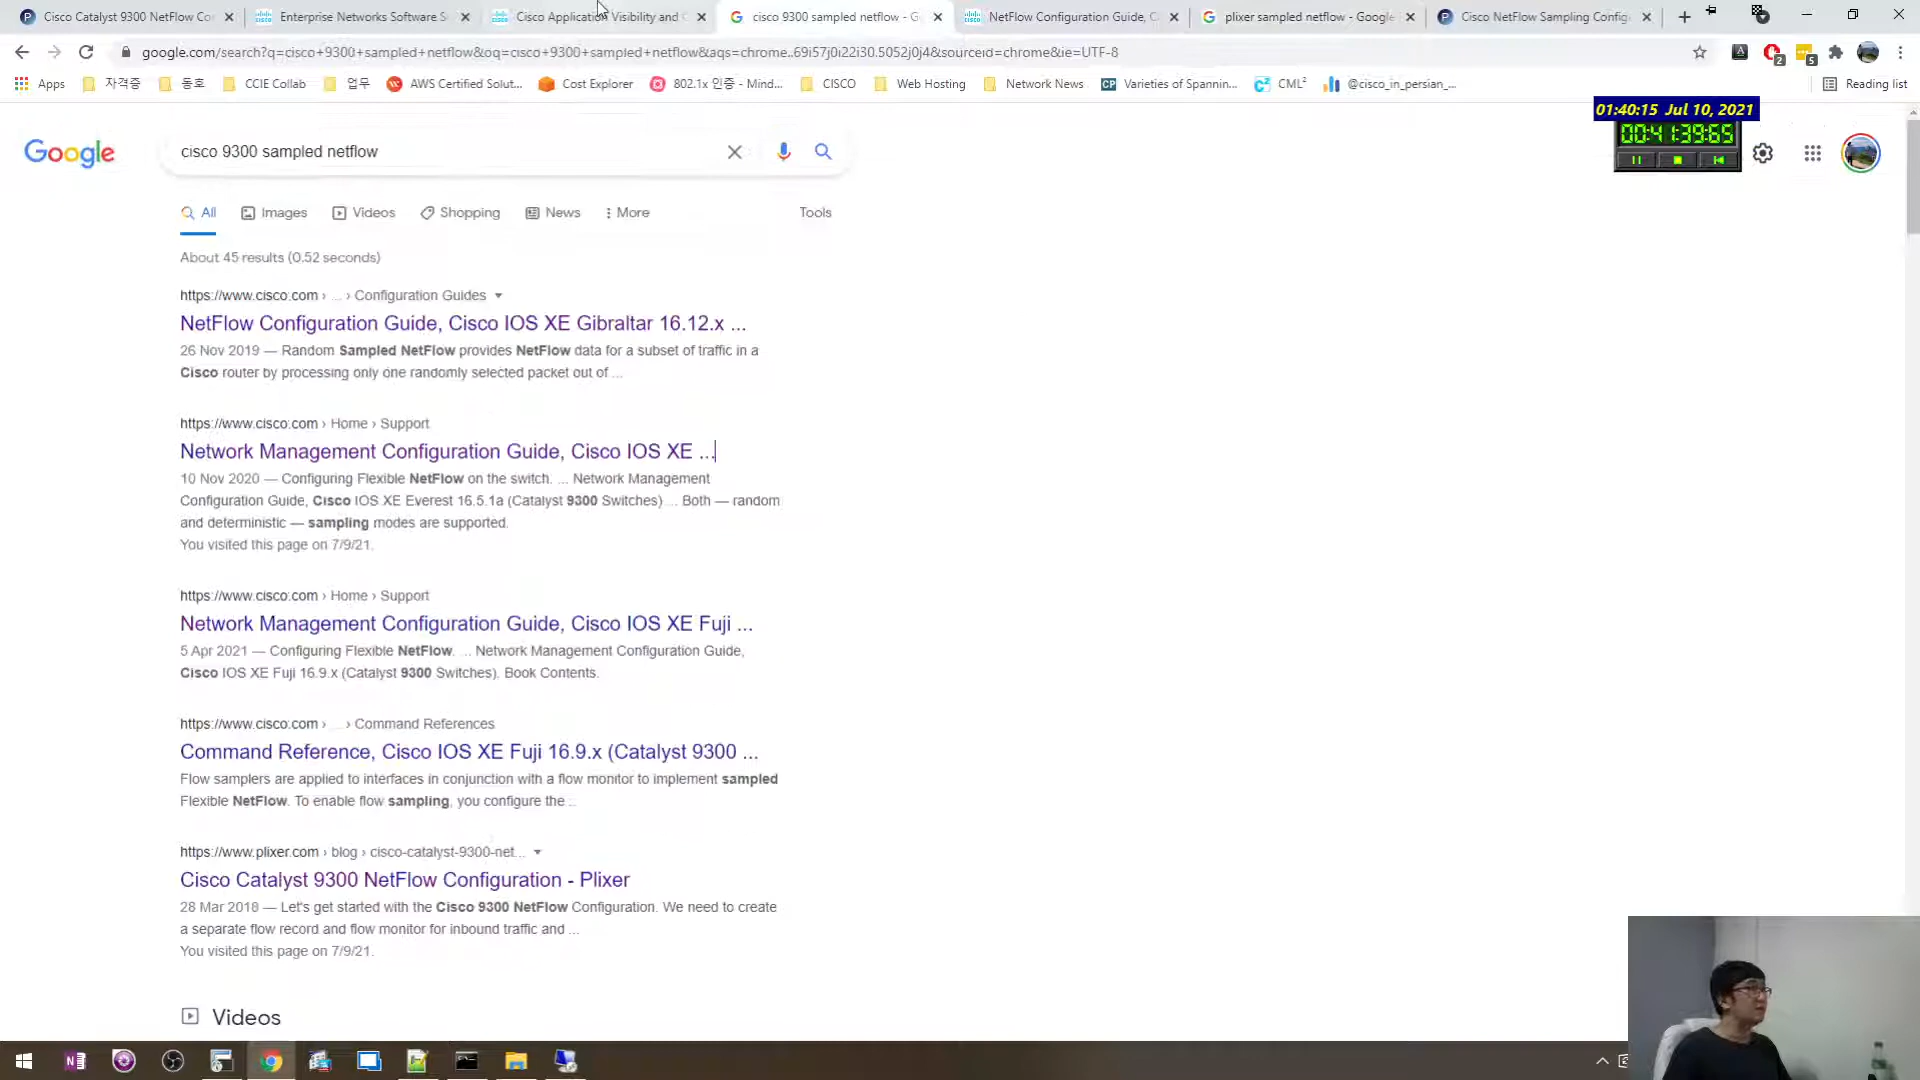 Cisco Catalyst 9300 NetFlow Co
Enterprise Networks Software S
Cisco Application Visibility and C
cisco 9300 sampled netflow - G
NetFlow Configuration Guide, C
plixer sampled netflow - Google
Cisco NetFlow Sampling Config
google.com/search?q=cisco+9300+sampled+netflow&oq=cisco+9300+sampled+netflow&aqs=chrome..69i57j0i22i30.5052j0j4&sourceid=chrome&ie=UTF-8
2
5
Apps
자격증
동호
CCIE Collab
업무
AWS Certified Solut...
Cost Explorer
802.1x 인증 - Mind...
CISCO
Web Hosting
Network News
CP Varieties of Spannin...
CML²
@cisco_in_persian_...
Reading list
01:40:15 Jul 10, 2021
00:41:39:65
Google
cisco 9300 sampled netflow
All
Images
Videos
Shopping
News
More
Tools
About 45 results (0.52 seconds)
https://www.cisco.com › ... › Configuration Guides
NetFlow Configuration Guide, Cisco IOS XE Gibraltar 16.12.x ...
26 Nov 2019 — Random Sampled NetFlow provides NetFlow data for a subset of traffic in a
Cisco router by processing only one randomly selected packet out of ...
https://www.cisco.com › Home › Support
Network Management Configuration Guide, Cisco IOS XE ...
10 Nov 2020 — Configuring Flexible NetFlow on the switch. ... Network Management
Configuration Guide, Cisco IOS XE Everest 16.5.1a (Catalyst 9300 Switches) ... Both — random
and deterministic — sampling modes are supported.
You visited this page on 7/9/21.
https://www.cisco.com › Home › Support
Network Management Configuration Guide, Cisco IOS XE Fuji ...
5 Apr 2021 — Configuring Flexible NetFlow. ... Network Management Configuration Guide,
Cisco IOS XE Fuji 16.9.x (Catalyst 9300 Switches). Book Contents.
https://www.cisco.com › ... › Command References
Command Reference, Cisco IOS XE Fuji 16.9.x (Catalyst 9300 ...
Flow samplers are applied to interfaces in conjunction with a flow monitor to implement sampled
Flexible NetFlow. To enable flow sampling, you configure the ...
https://www.plixer.com › blog › cisco-catalyst-9300-net...
Cisco Catalyst 9300 NetFlow Configuration - Plixer
28 Mar 2018 — Let's get started with the Cisco 9300 NetFlow Configuration. We need to create
a separate flow record and flow monitor for inbound traffic and ...
You visited this page on 7/9/21.
Videos